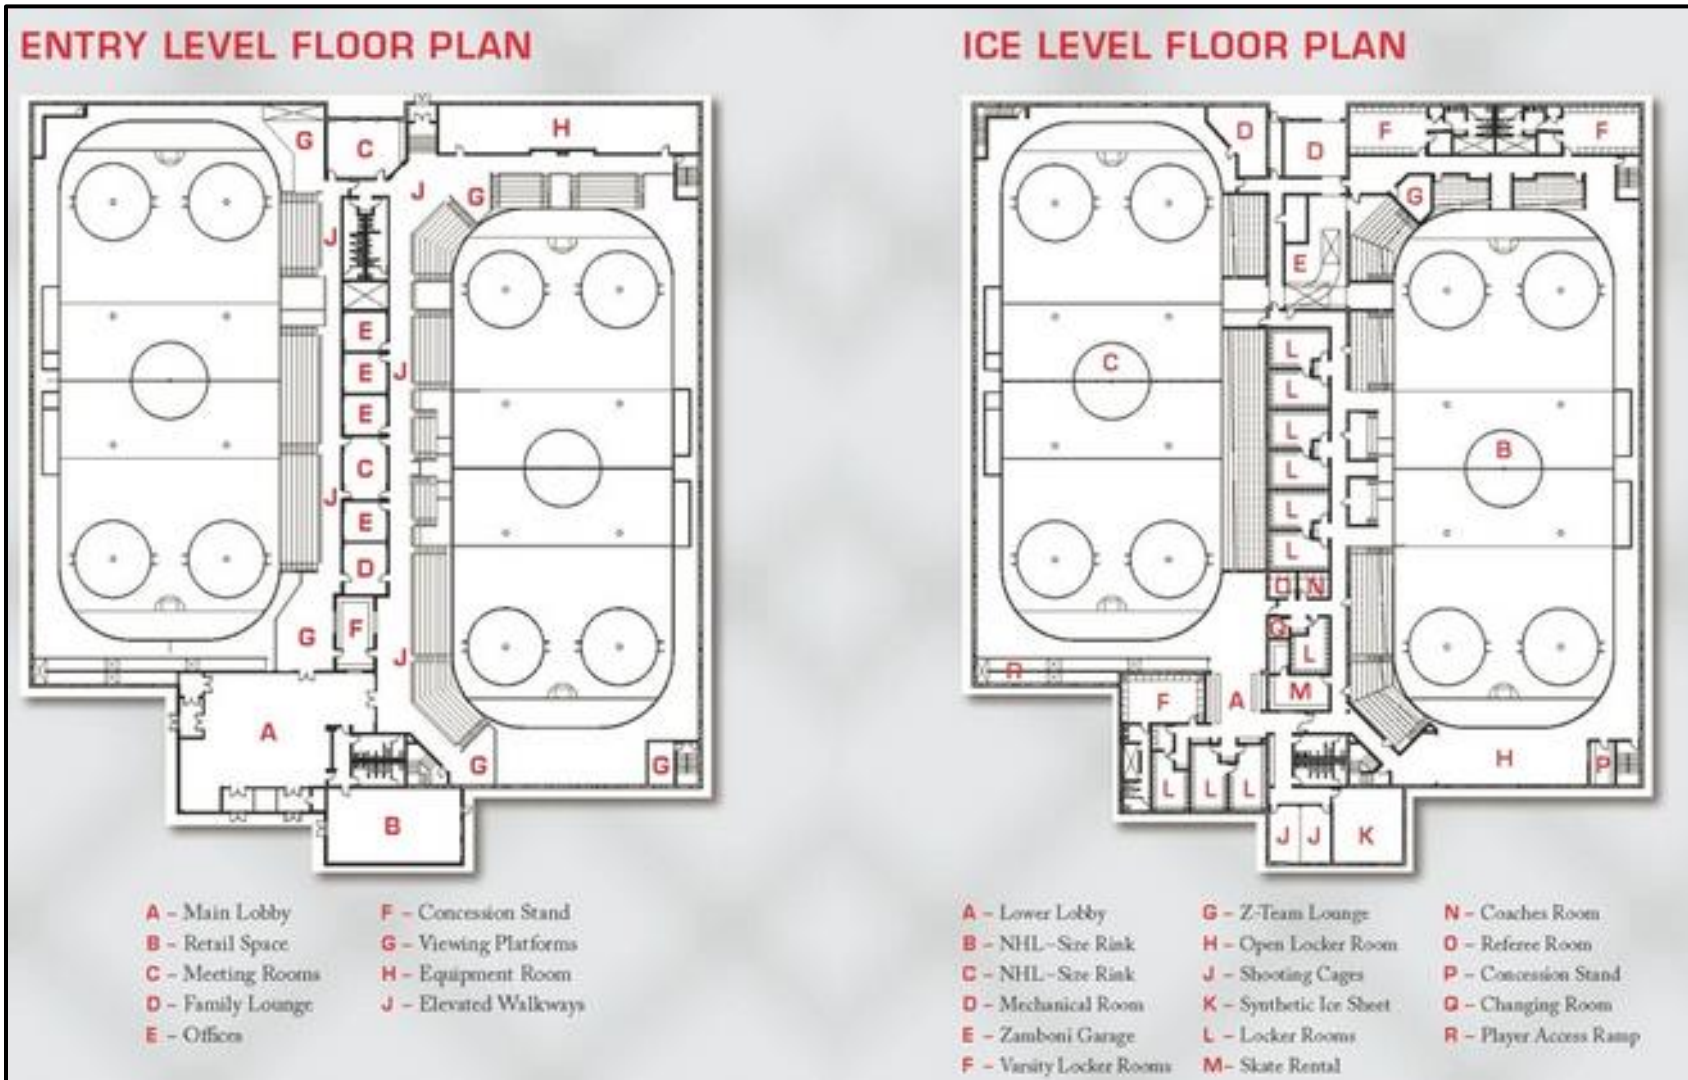 ENTRY LEVEL FLOOR PLAN
G
C
H
J
G
J
E
E
J
E
C
J
E
D
F
G
J
A
G
G
B
A – Main Lobby
B – Retail Space
C – Meeting Rooms
D – Family Lounge
E – Offices
F – Concession Stand
G – Viewing Platforms
H – Equipment Room
J – Elevated Walkways
ICE LEVEL FLOOR PLAN
D
D
F
F
G
E
L
C
L
L
B
L
L
L
O N
Q
L
R
F
A
M
H
P
L L L
J J K
A – Lower Lobby
B – NHL–Size Rink
C – NHL–Size Rink
D – Mechanical Room
E – Zamboni Garage
F – Varsity Locker Rooms
G – Z-Team Lounge
H – Open Locker Room
J – Shooting Cages
K – Synthetic Ice Sheet
L – Locker Rooms
M – Skate Rental
N – Coaches Room
O – Referee Room
P – Concession Stand
Q – Changing Room
R – Player Access Ramp